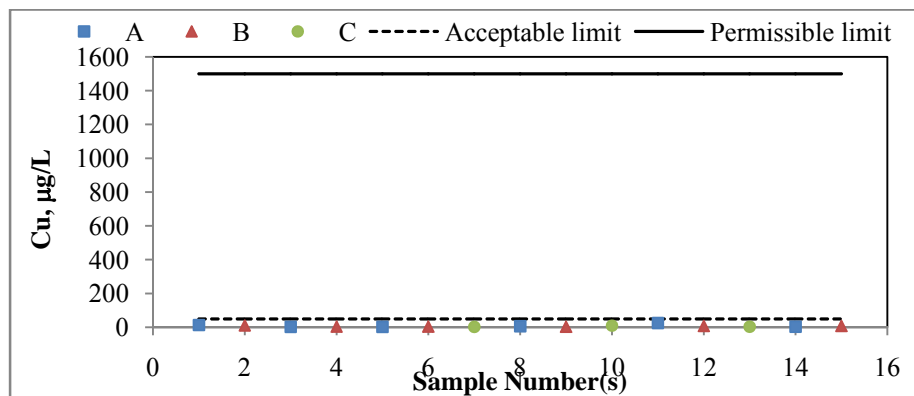 A B C Acceptable limit Permissible limit
1600
1400
1200
1000
800
600
400
200
0
Cu, µg/L
0 2 4 6 8 10 12 14 16
Sample Number(s)